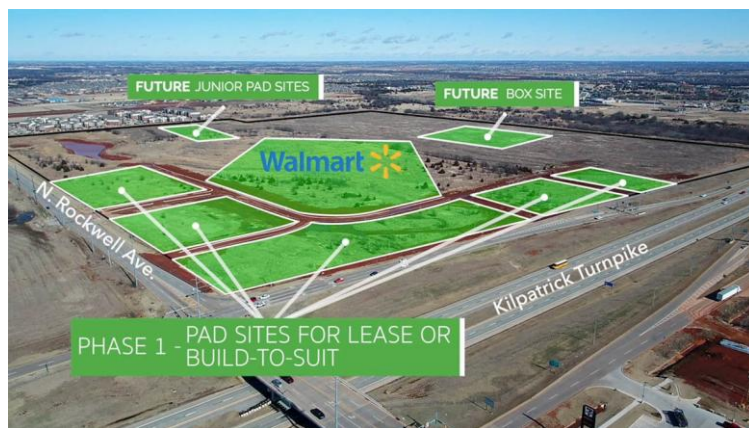 FUTURE JUNIOR PAD SITES
FUTURE BOX SITE
Walmart
N. Rockwell Ave.
Kilpatrick Turnpike
PHASE 1 - PAD SITES FOR LEASE OR
BUILD-TO-SUIT